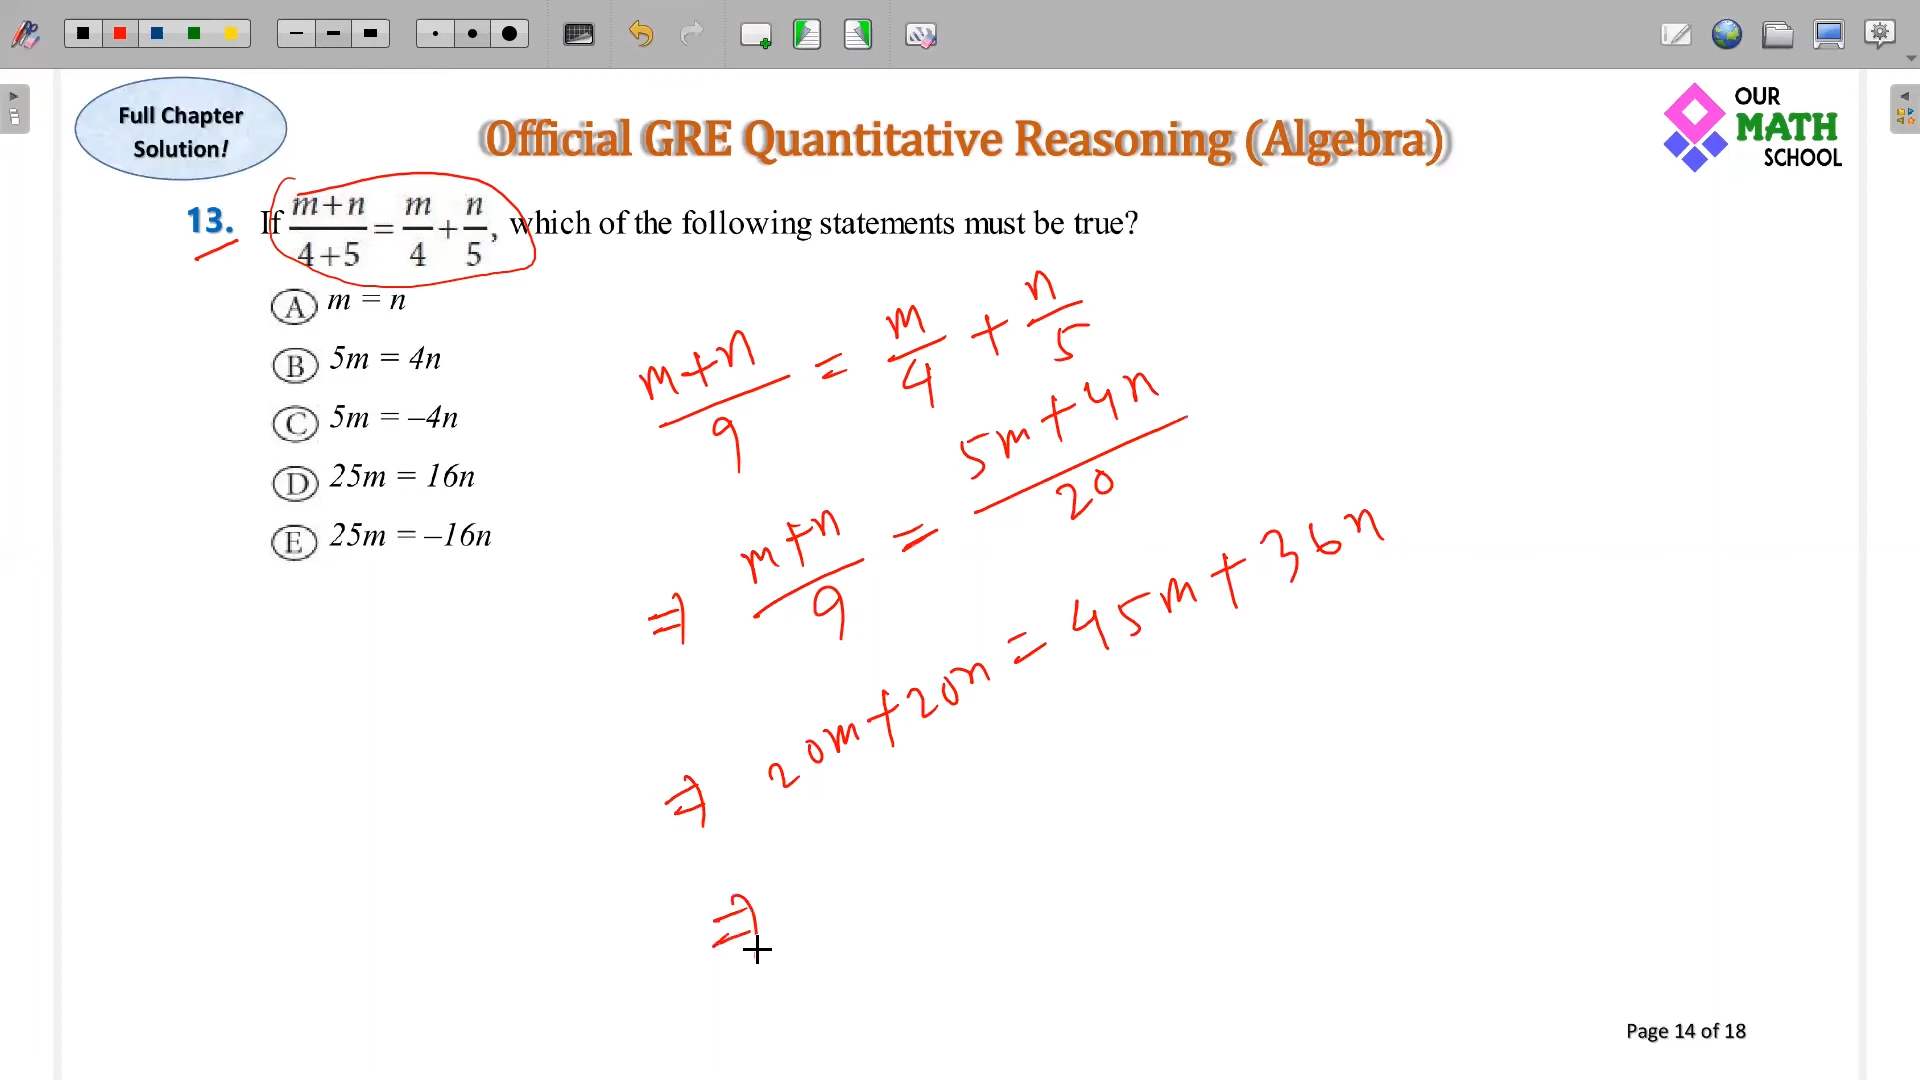 Full Chapter
Solution!
Official GRE Quantitative Reasoning (Algebra)
OUR
MATH
SCHOOL
13. If (m+n)/(4+5) = m/4 + n/5, which of the following statements must be true?
A m = n
B 5m = 4n
C 5m = –4n
D 25m = 16n
E 25m = –16n
(m+n)/9 = m/4 + n/5
⇒ (m+n)/9 = (5m+4n)/20
⇒ 20m+20n = 45m+36n
⇒
Page 14 of 18